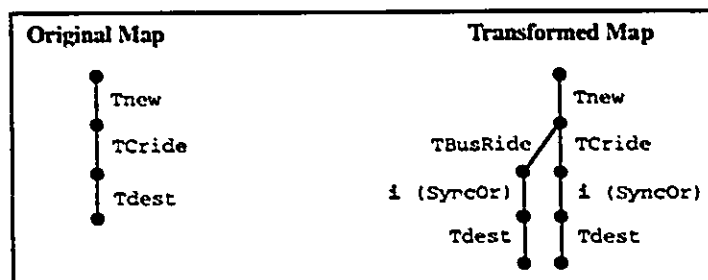 Original Map
Tnew
TCride
Tdest
Transformed Map
Tnew
TBusRide TCride
i (SyncOr) i (SyncOr)
Tdest Tdest